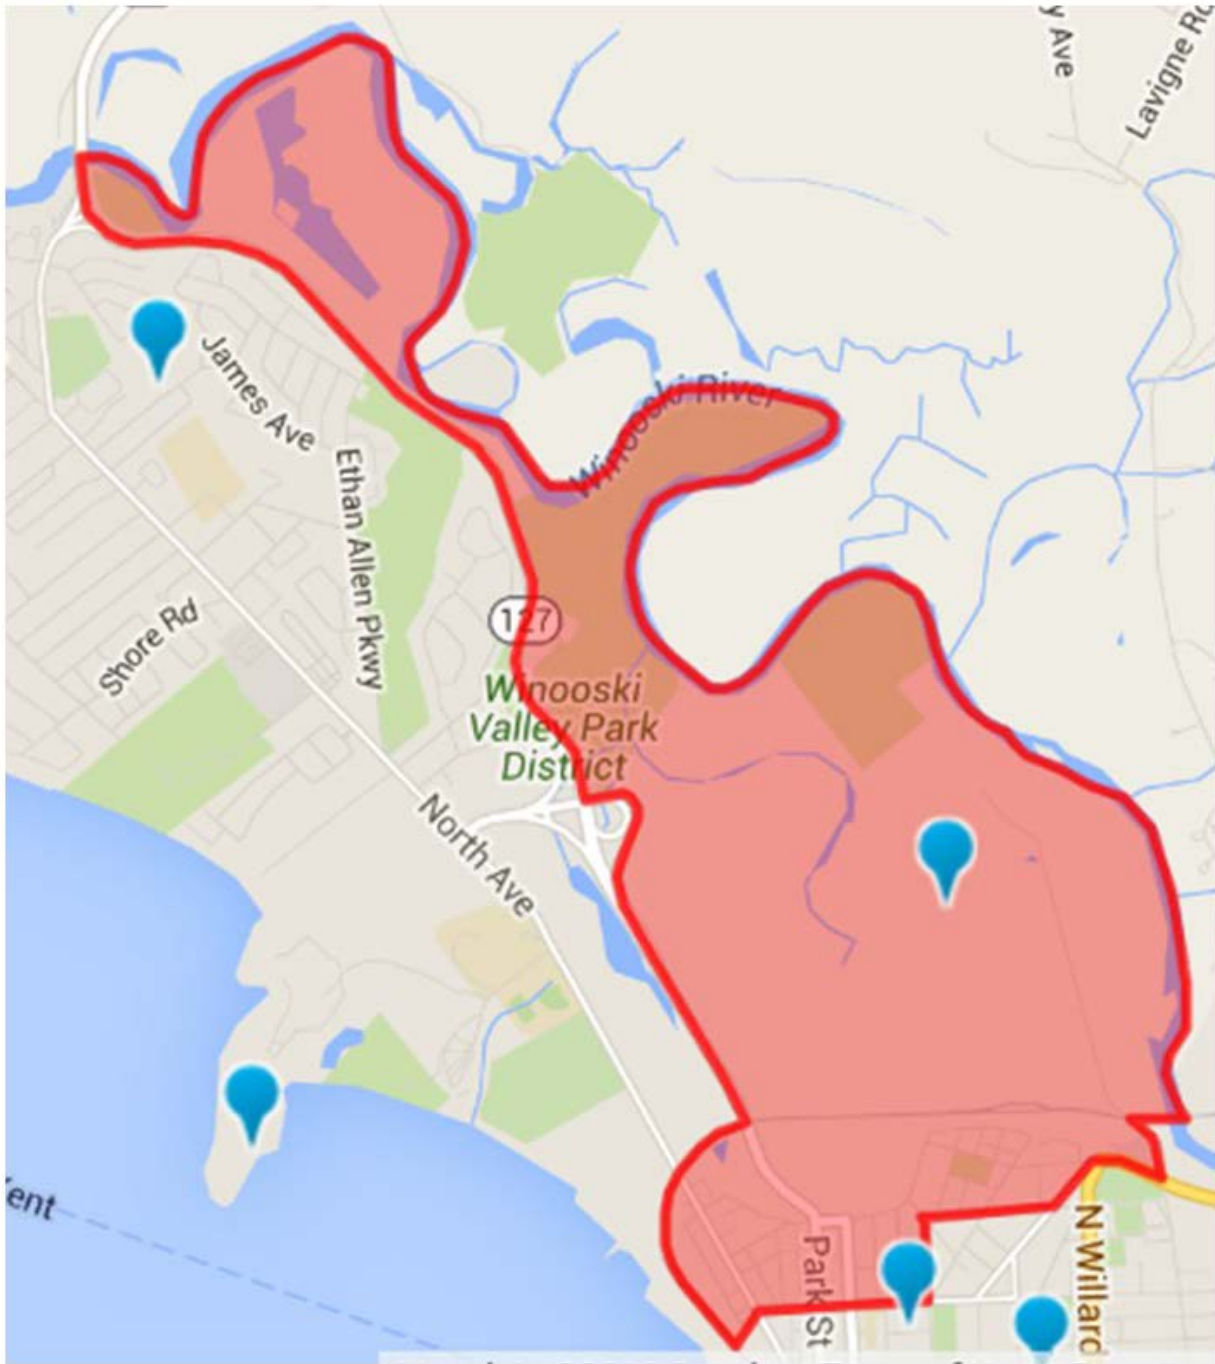 y Ave
Lavigne Rd
James Ave
Winooski River
Ethan Allen Pkwy
Shore Rd
127
Winooski
Valley Park
District
North Ave
Kent
Park St
N Willard